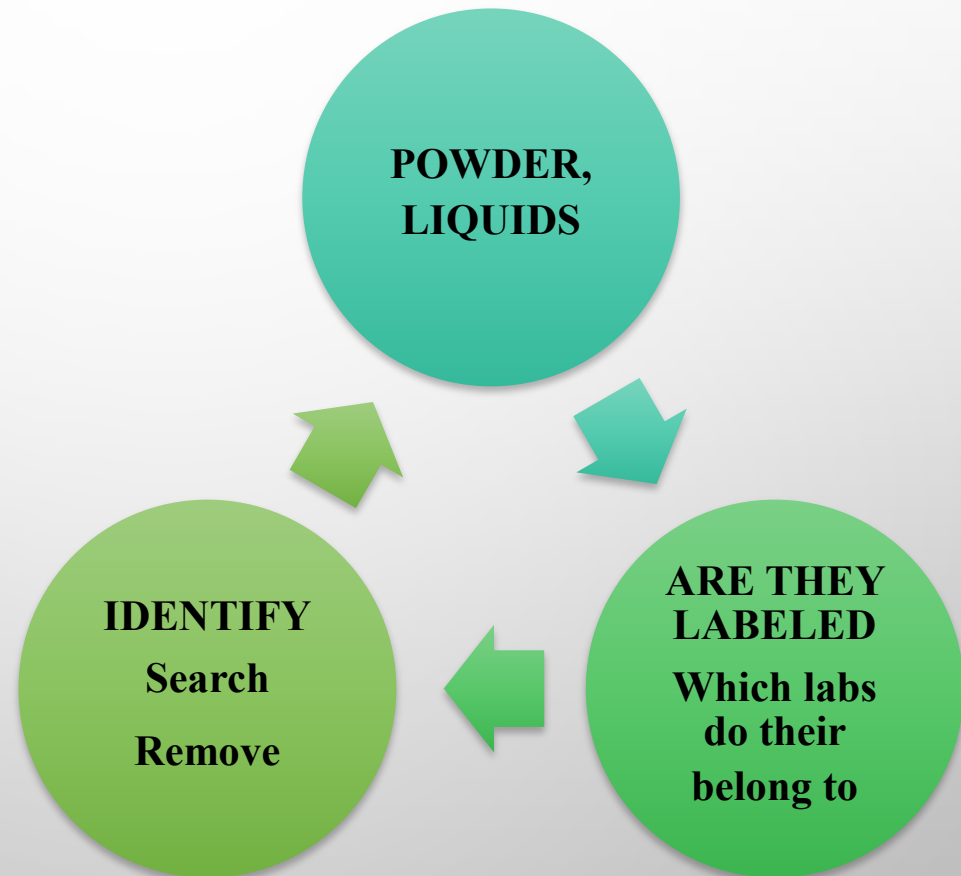 POWDER,
LIQUIDS
ARE THEY
LABELED
Which labs
do their
belong to
IDENTIFY
Search
Remove